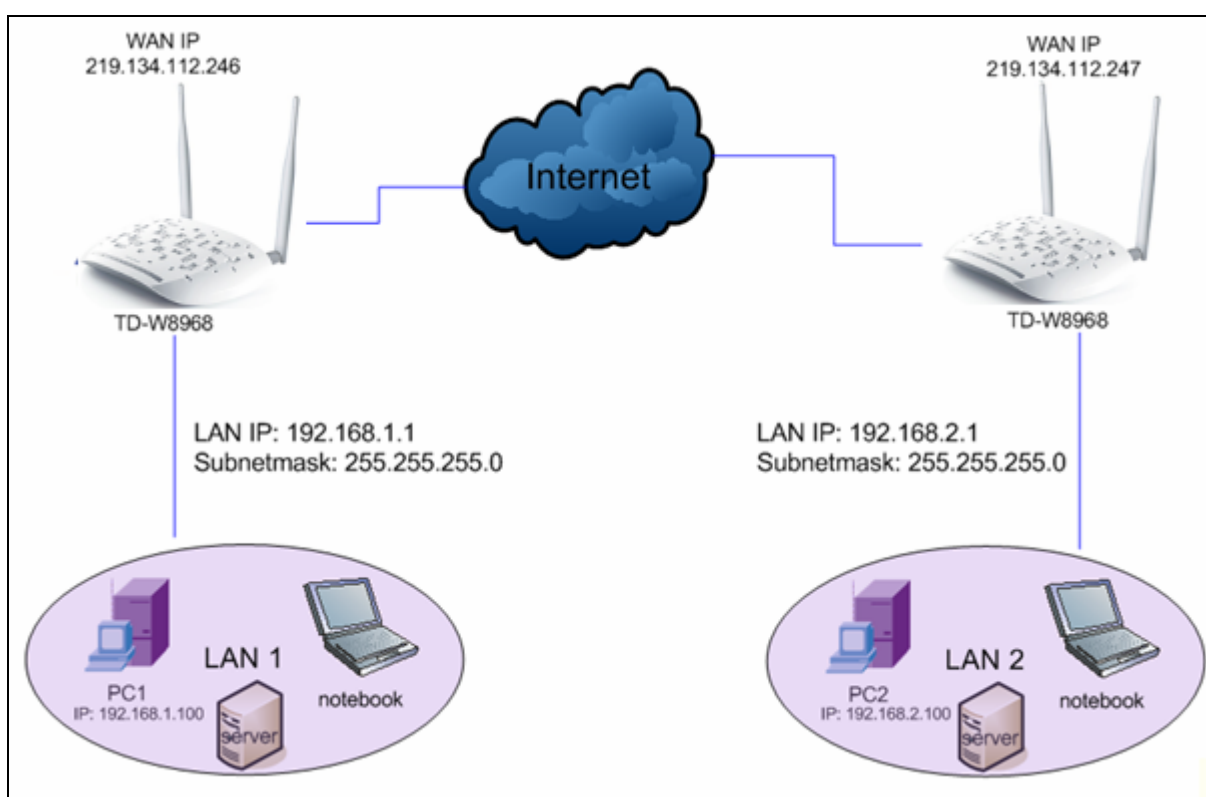 WAN IP
219.134.112.246
WAN IP
219.134.112.247
Internet
TD-W8968
TD-W8968
LAN IP: 192.168.1.1
Subnetmask: 255.255.255.0
LAN IP: 192.168.2.1
Subnetmask: 255.255.255.0
LAN 1
PC1
IP: 192.168.1.100
server
notebook
LAN 2
PC2
IP: 192.168.2.100
server
notebook